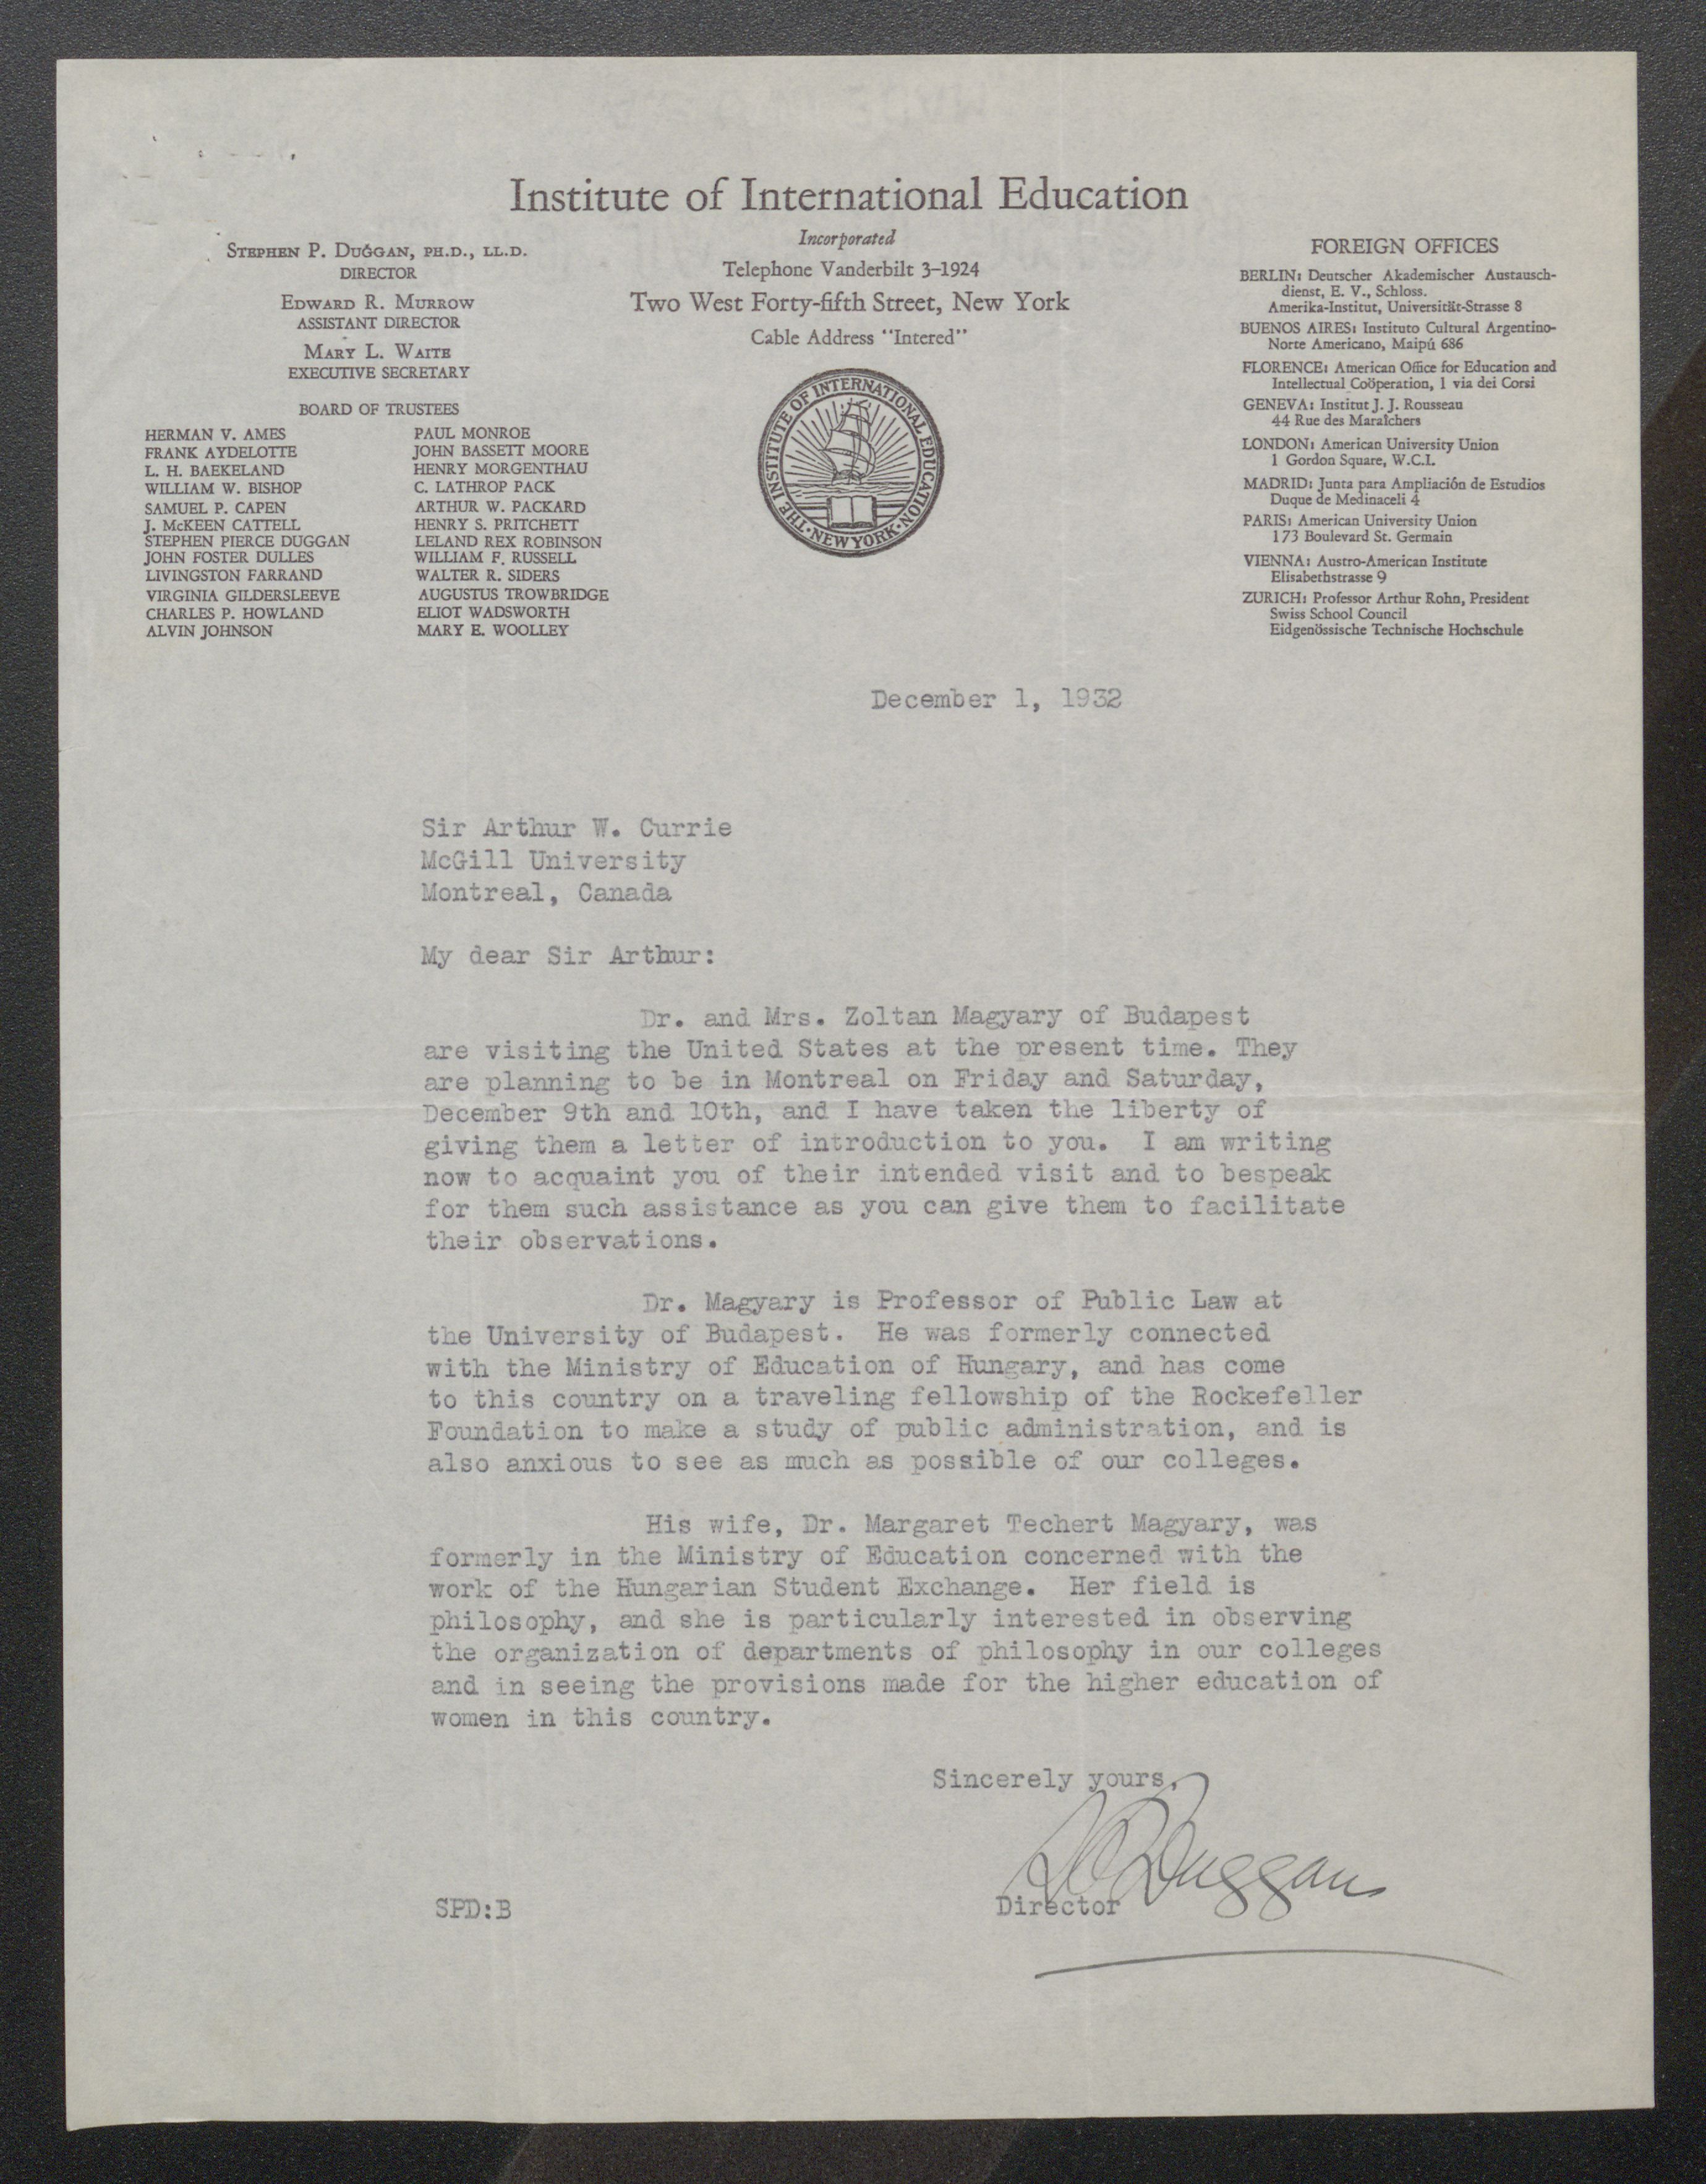 Institute of International Education
Incorporated
Telephone Vanderbilt 3-1924
Two West Forty-fifth Street, New York
Cable Address "Intered"
THE INSTITUTE OF INTERNATIONAL EDUCATION · NEW YORK ·
STEPHEN P. DUGGAN, PH.D., LL.D.
DIRECTOR
EDWARD R. MURROW
ASSISTANT DIRECTOR
MARY L. WAITE
EXECUTIVE SECRETARY
BOARD OF TRUSTEES
HERMAN V. AMES
FRANK AYDELOTTE
L. H. BAEKELAND
WILLIAM W. BISHOP
SAMUEL P. CAPEN
J. McKEEN CATTELL
STEPHEN PIERCE DUGGAN
JOHN FOSTER DULLES
LIVINGSTON FARRAND
VIRGINIA GILDERSLEEVE
CHARLES P. HOWLAND
ALVIN JOHNSON
PAUL MONROE
JOHN BASSETT MOORE
HENRY MORGENTHAU
C. LATHROP PACK
ARTHUR W. PACKARD
HENRY S. PRITCHETT
LELAND REX ROBINSON
WILLIAM F. RUSSELL
WALTER R. SIDERS
AUGUSTUS TROWBRIDGE
ELIOT WADSWORTH
MARY E. WOOLLEY
FOREIGN OFFICES
BERLIN: Deutscher Akademischer Austausch-
dienst, E. V., Schloss.
Amerika-Institut, Universität-Strasse 8
BUENOS AIRES: Instituto Cultural Argentino-
Norte Americano, Maipú 686
FLORENCE: American Office for Education and
Intellectual Coöperation, 1 via dei Corsi
GENEVA: Institut J. J. Rousseau
44 Rue des Maraîchers
LONDON: American University Union
1 Gordon Square, W.C.I.
MADRID: Junta para Ampliación de Estudios
Duque de Medinaceli 4
PARIS: American University Union
173 Boulevard St. Germain
VIENNA: Austro-American Institute
Elisabethstrasse 9
ZURICH: Professor Arthur Rohn, President
Swiss School Council
Eidgenössische Technische Hochschule
December 1, 1932
Sir Arthur W. Currie
McGill University
Montreal, Canada
My dear Sir Arthur:
Dr. and Mrs. Zoltan Magyary of Budapest
are visiting the United States at the present time. They
are planning to be in Montreal on Friday and Saturday,
December 9th and 10th, and I have taken the liberty of
giving them a letter of introduction to you. I am writing
now to acquaint you of their intended visit and to bespeak
for them such assistance as you can give them to facilitate
their observations.
Dr. Magyary is Professor of Public Law at
the University of Budapest. He was formerly connected
with the Ministry of Education of Hungary, and has come
to this country on a traveling fellowship of the Rockefeller
Foundation to make a study of public administration, and is
also anxious to see as much as possible of our colleges.
His wife, Dr. Margaret Techert Magyary, was
formerly in the Ministry of Education concerned with the
work of the Hungarian Student Exchange. Her field is
philosophy, and she is particularly interested in observing
the organization of departments of philosophy in our colleges
and in seeing the provisions made for the higher education of
women in this country.
Sincerely yours,
S P Duggan
SPD:B
Director